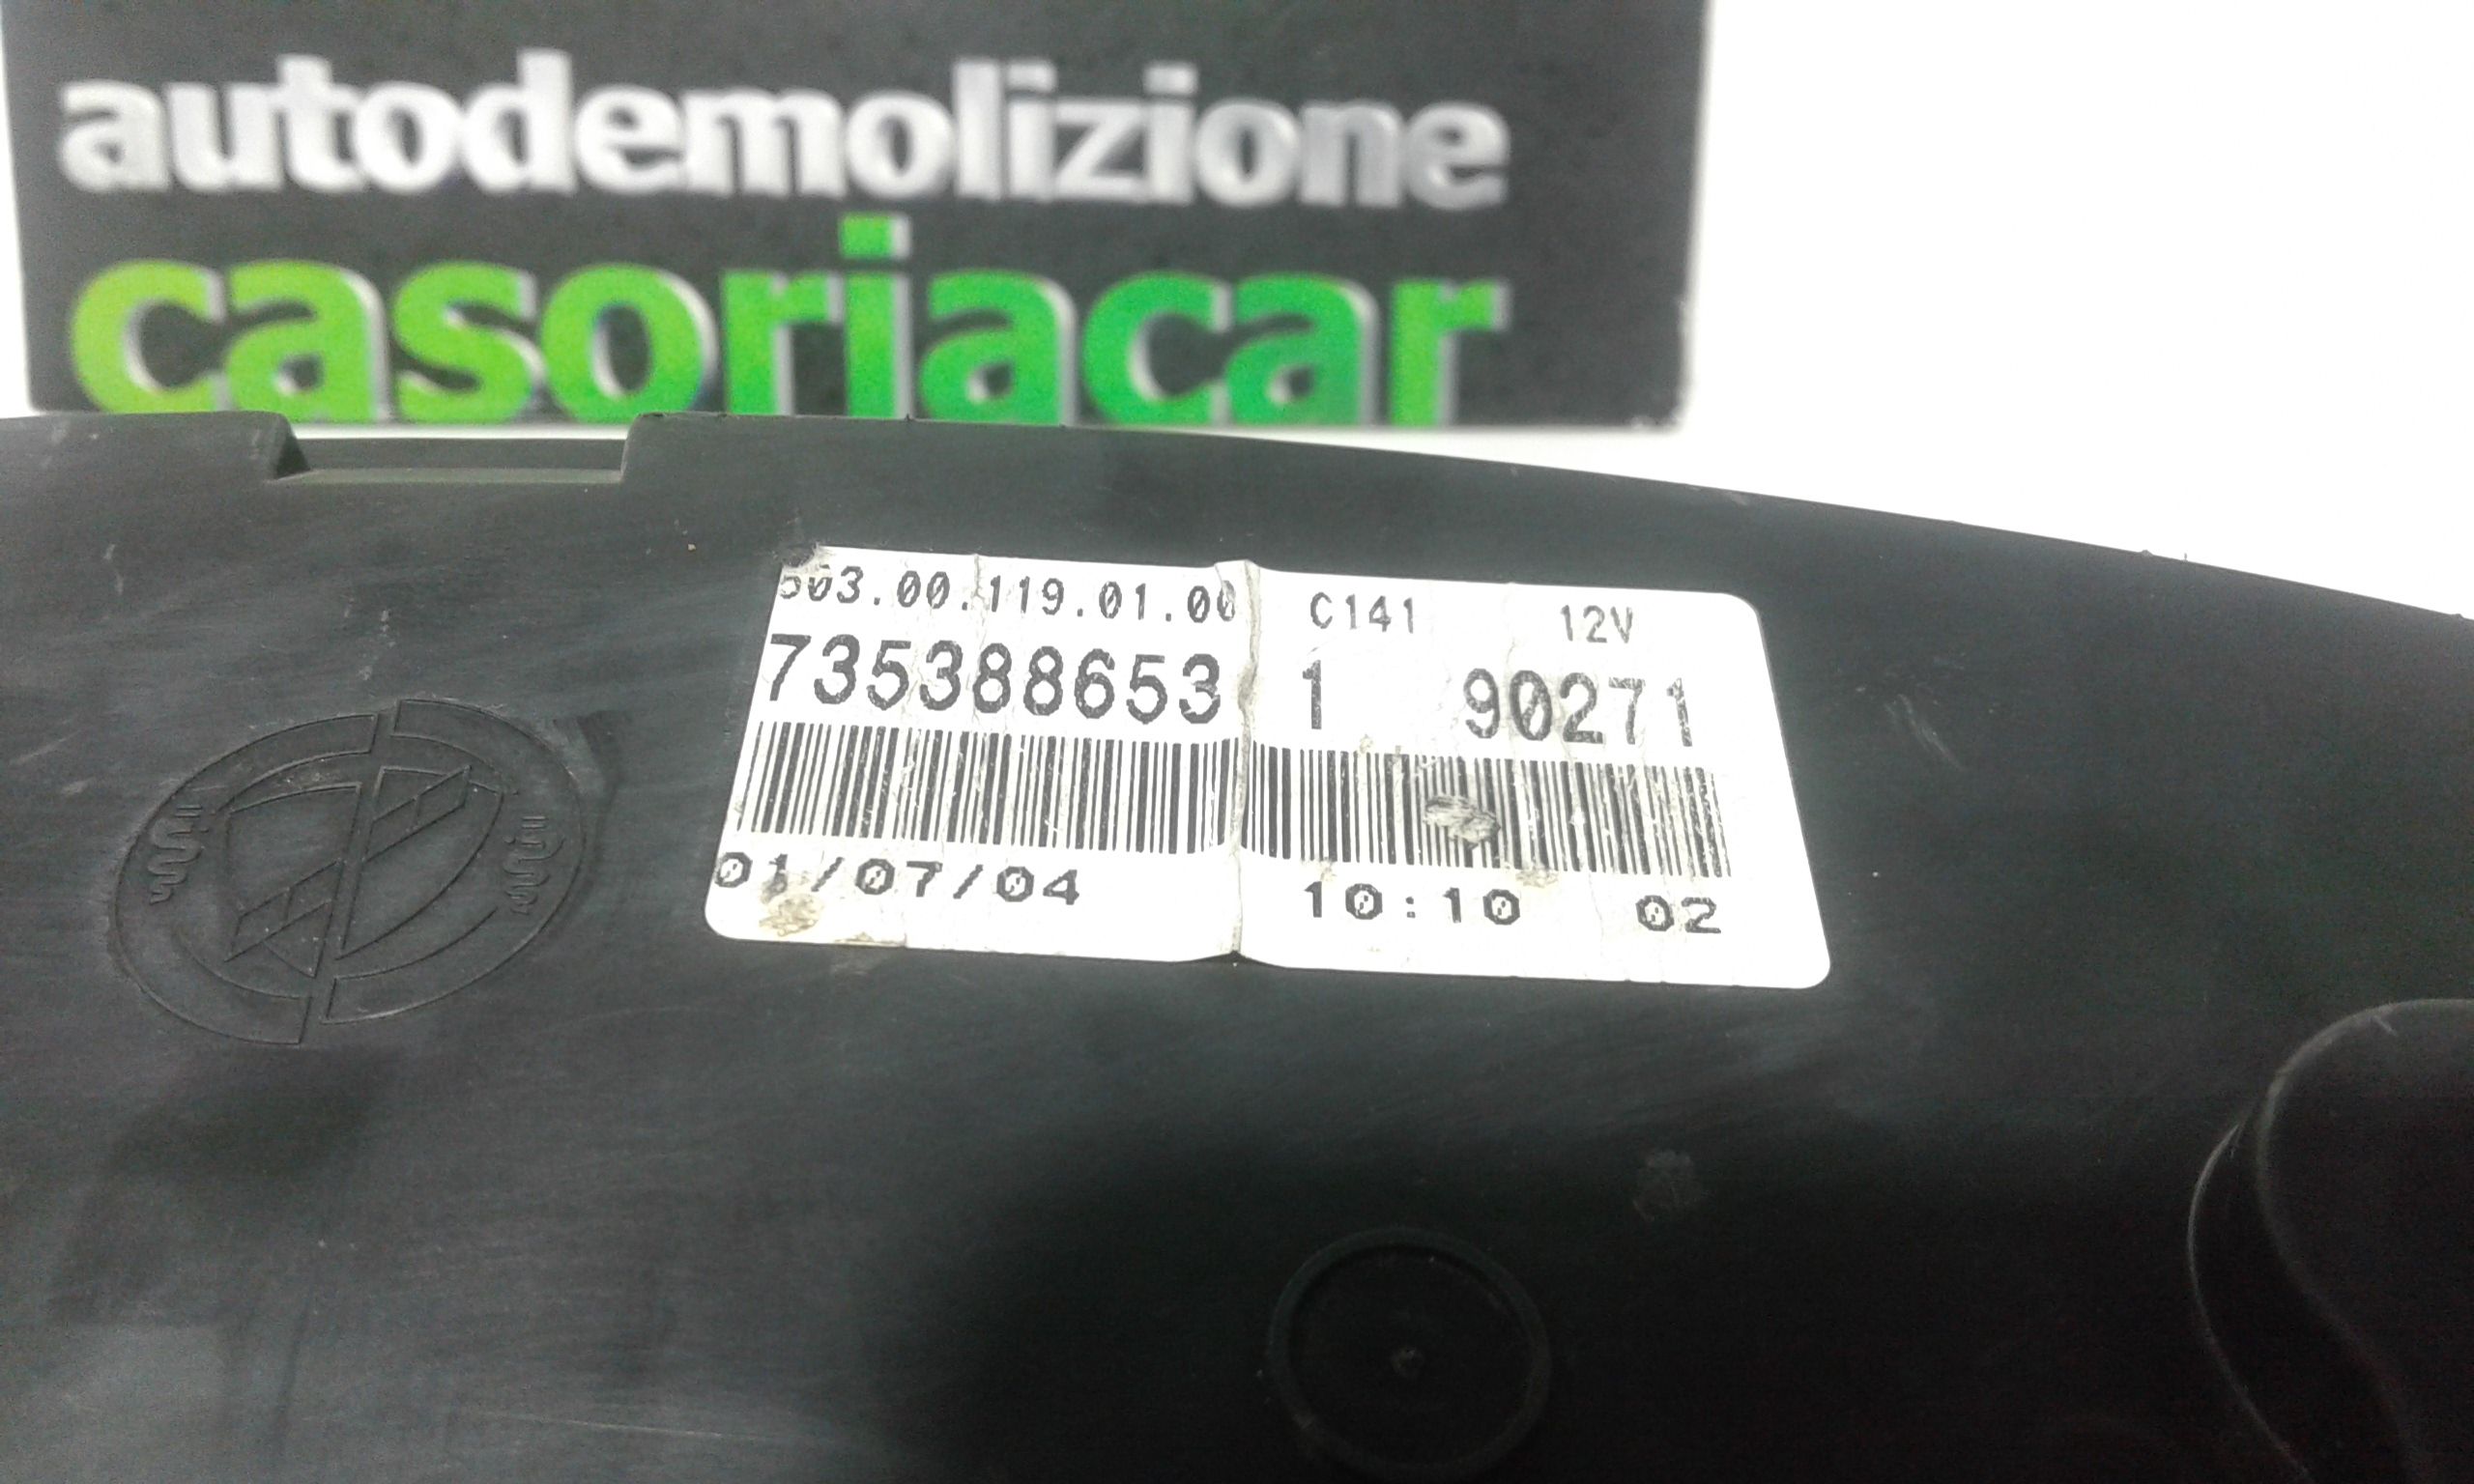 autodemolizione
casoriacar
503.00.119.01.00 C141 12V
735388653 1 90271
01/07/04 10:10 02